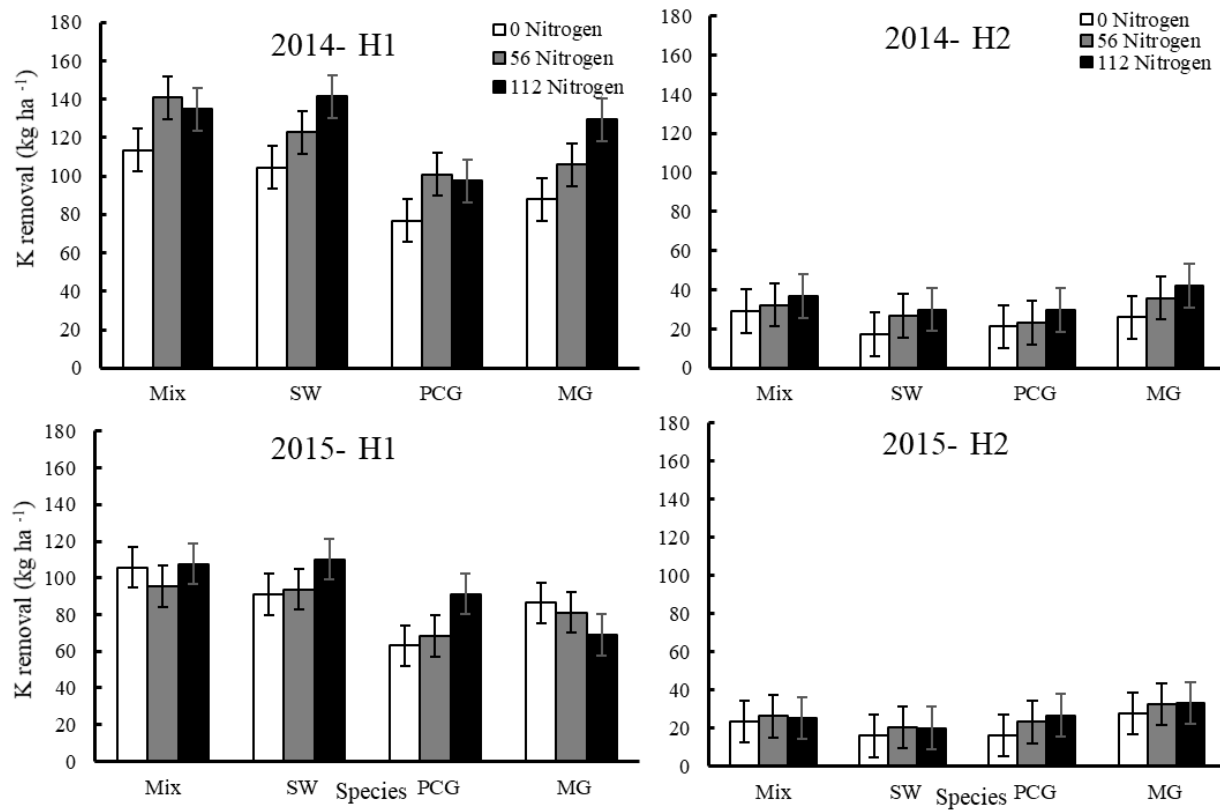 2014- H1
0 Nitrogen
56 Nitrogen
112 Nitrogen
K removal (kg ha -1)
180
160
140
120
100
80
60
40
20
0
Mix SW PCG MG
2014- H2
0 Nitrogen
56 Nitrogen
112 Nitrogen
180
160
140
120
100
80
60
40
20
0
Mix SW PCG MG
2015- H1
K removal (kg ha -1)
180
160
140
120
100
80
60
40
20
0
Mix SW PCG MG
Species
2015- H2
180
160
140
120
100
80
60
40
20
0
Mix SW PCG MG
Species